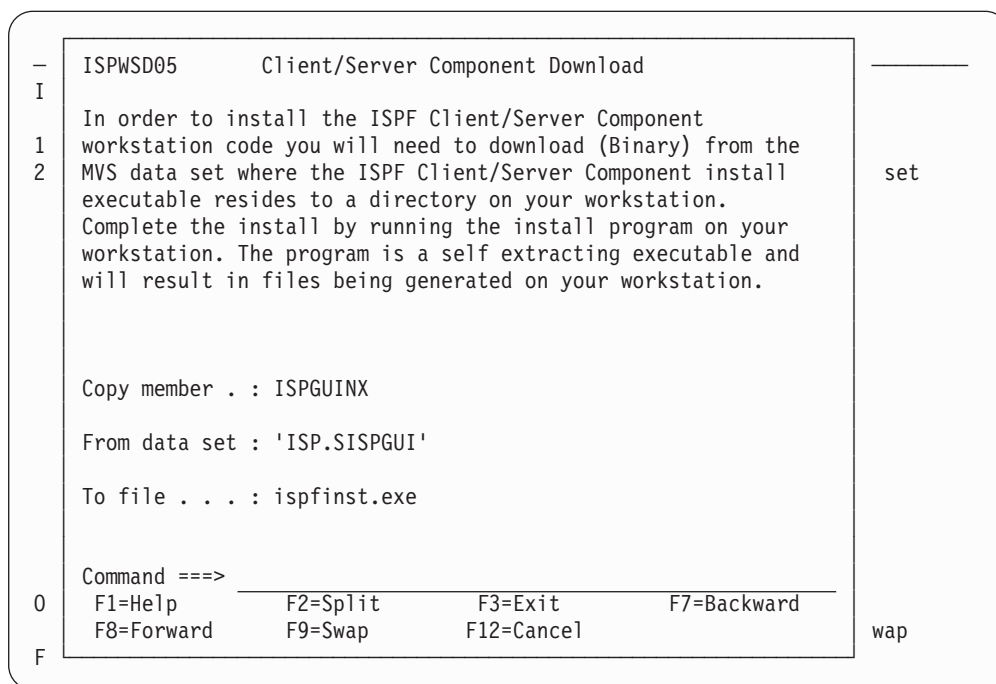 ISPWSD05 Client/Server Component Download
I
In order to install the ISPF Client/Server Component
1 workstation code you will need to download (Binary) from the
2 MVS data set where the ISPF Client/Server Component install set
executable resides to a directory on your workstation.
Complete the install by running the install program on your
workstation. The program is a self extracting executable and
will result in files being generated on your workstation.
Copy member . : ISPGUINX
From data set : 'ISP.SISPGUI'
To file . . . : ispfinst.exe
Command ===>
O F1=Help F2=Split F3=Exit F7=Backward
F8=Forward F9=Swap F12=Cancel wap
F